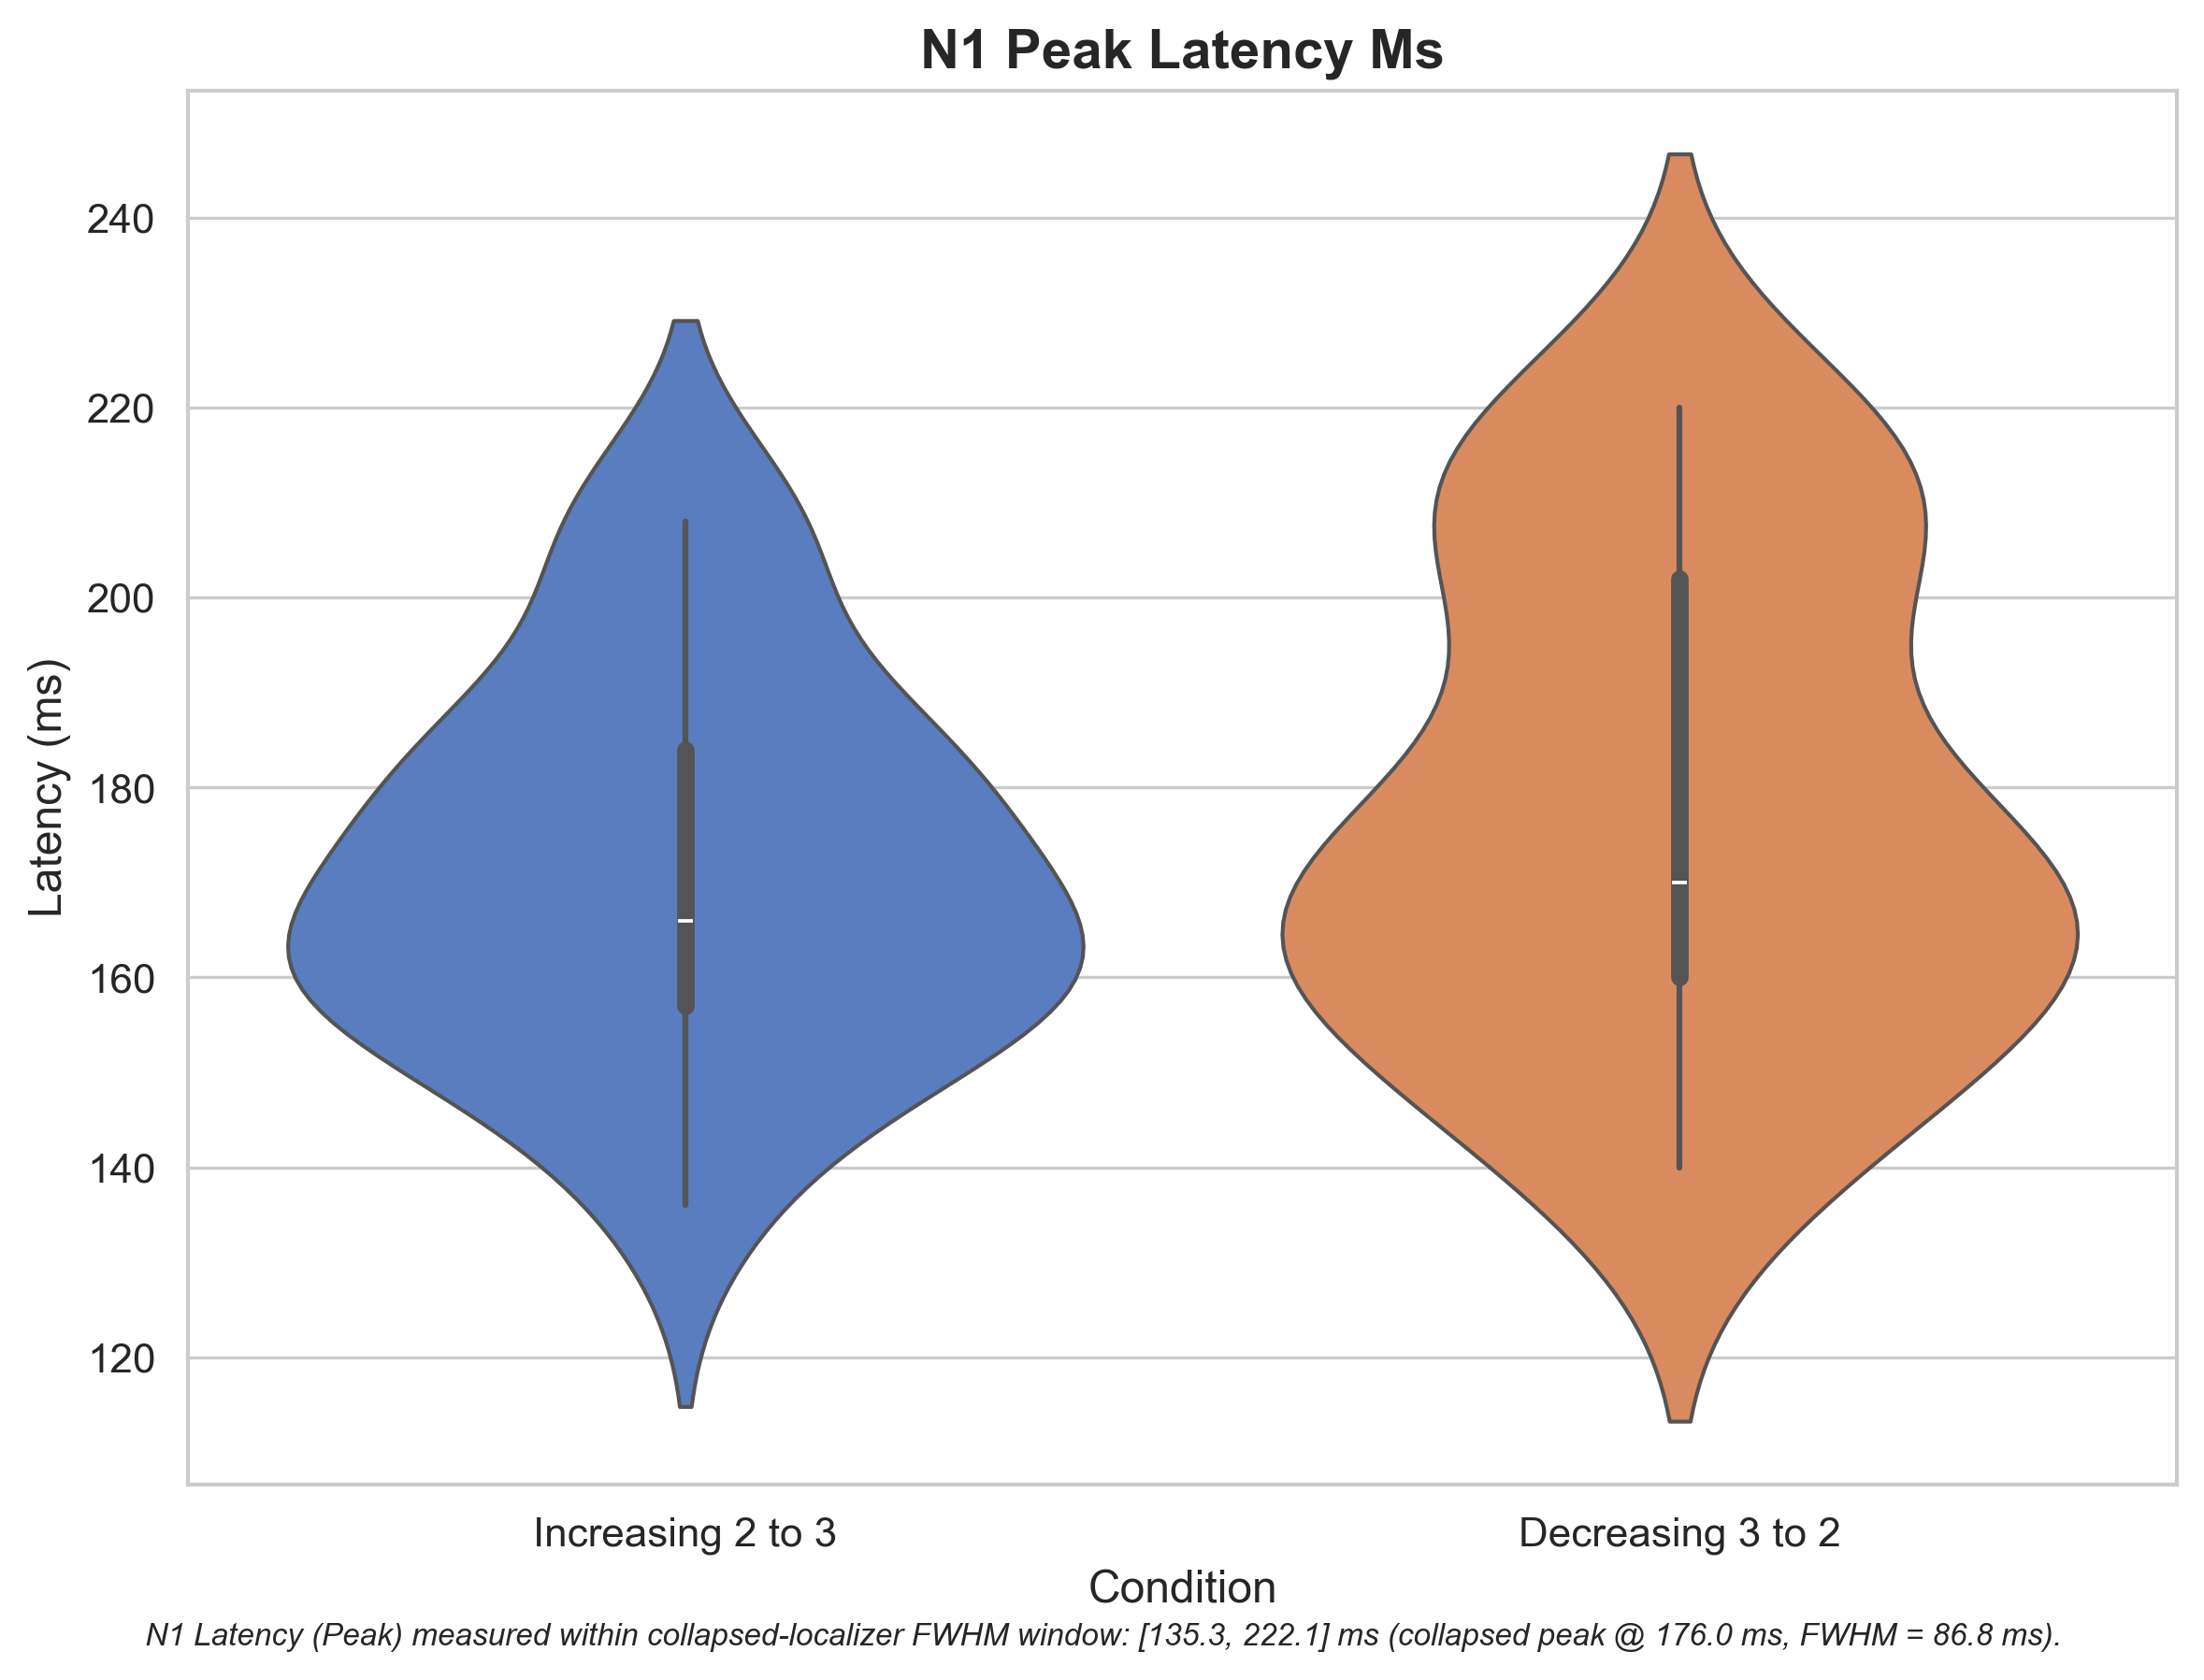 N1 Peak Latency Ms
Latency (ms)
240
220
200
180
160
140
120
Increasing 2 to 3
Decreasing 3 to 2
Condition
N1 Latency (Peak) measured within collapsed-localizer FWHM window: [135.3, 222.1] ms (collapsed peak @ 176.0 ms, FWHM = 86.8 ms).